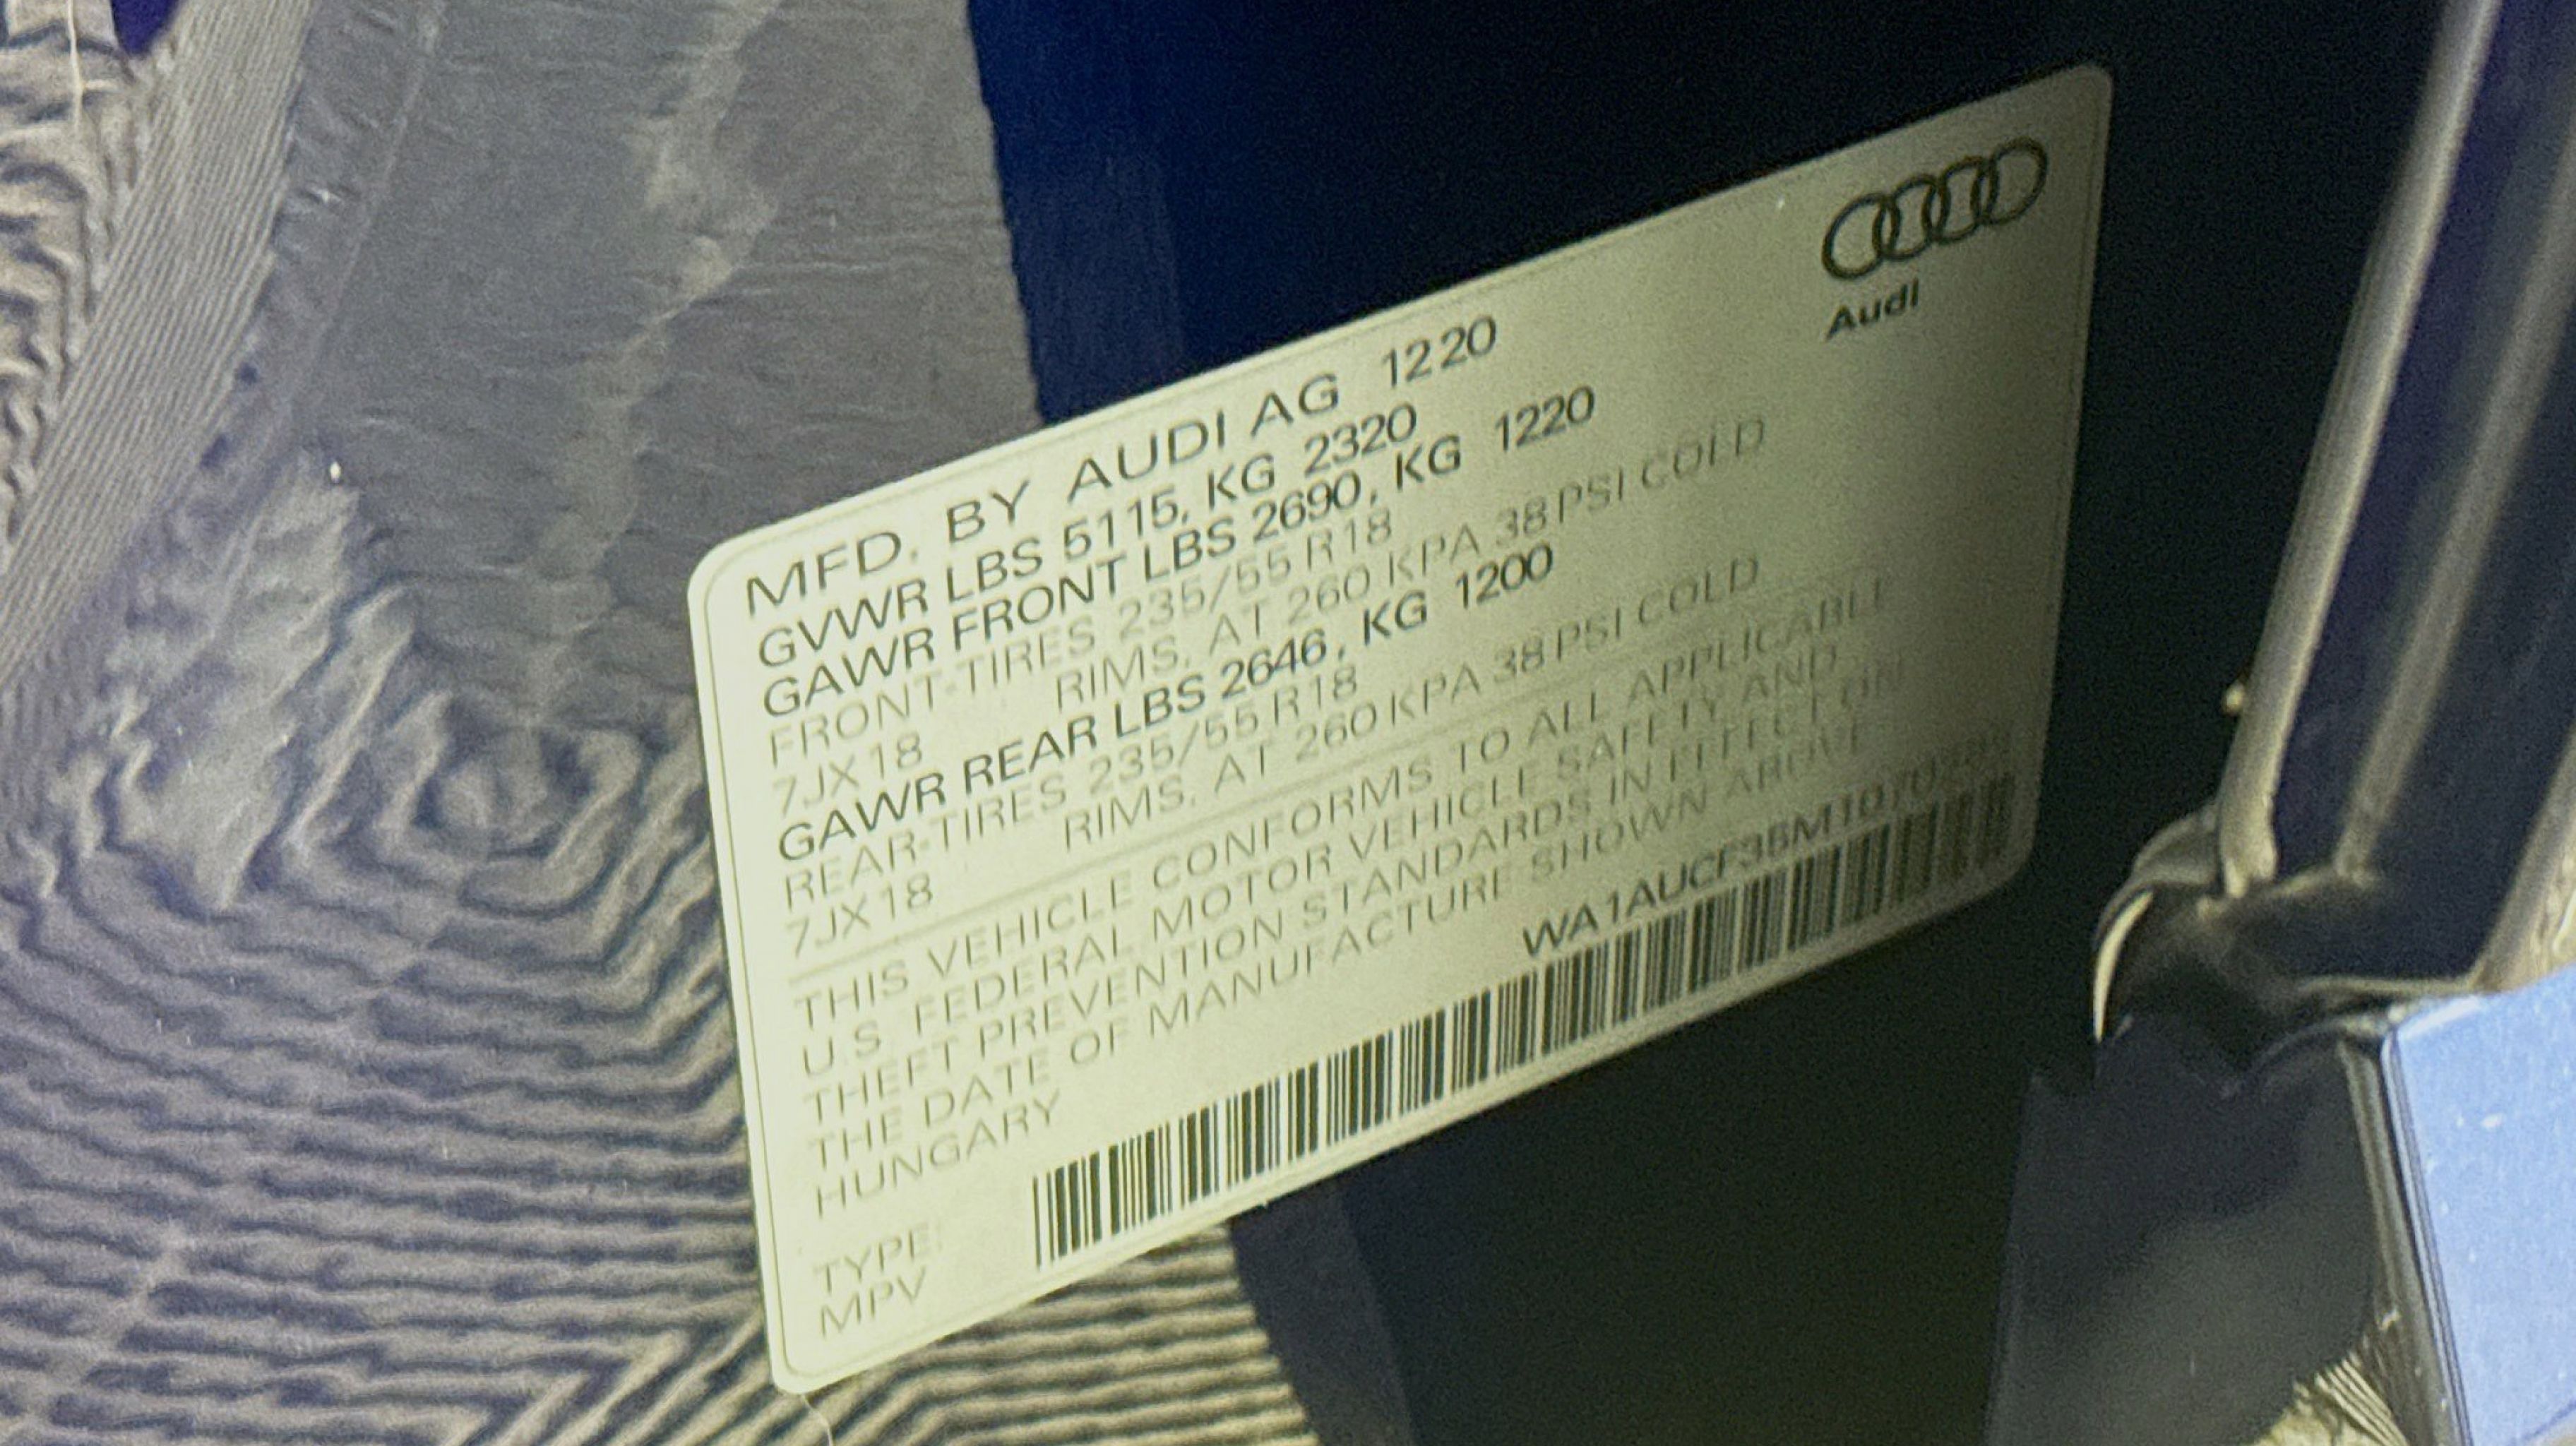 Audi
MFD. BY AUDI AG 1220
GVWR LBS 5115, KG 2320
GAWR FRONT LBS 2690, KG 1220
FRONT-TIRES 235/55 R18
7JX18 RIMS, AT 260 KPA 38 PSI COLD
GAWR REAR LBS 2646, KG 1200
REAR-TIRES 235/55 R18
7JX18 RIMS, AT 260 KPA 38 PSI COLD
THIS VEHICLE CONFORMS TO ALL APPLICABLE
U.S. FEDERAL MOTOR VEHICLE SAFETY AND
THEFT PREVENTION STANDARDS IN EFFECT ON
THE DATE OF MANUFACTURE SHOWN ABOVE
HUNGARY
TYPE:
MPV